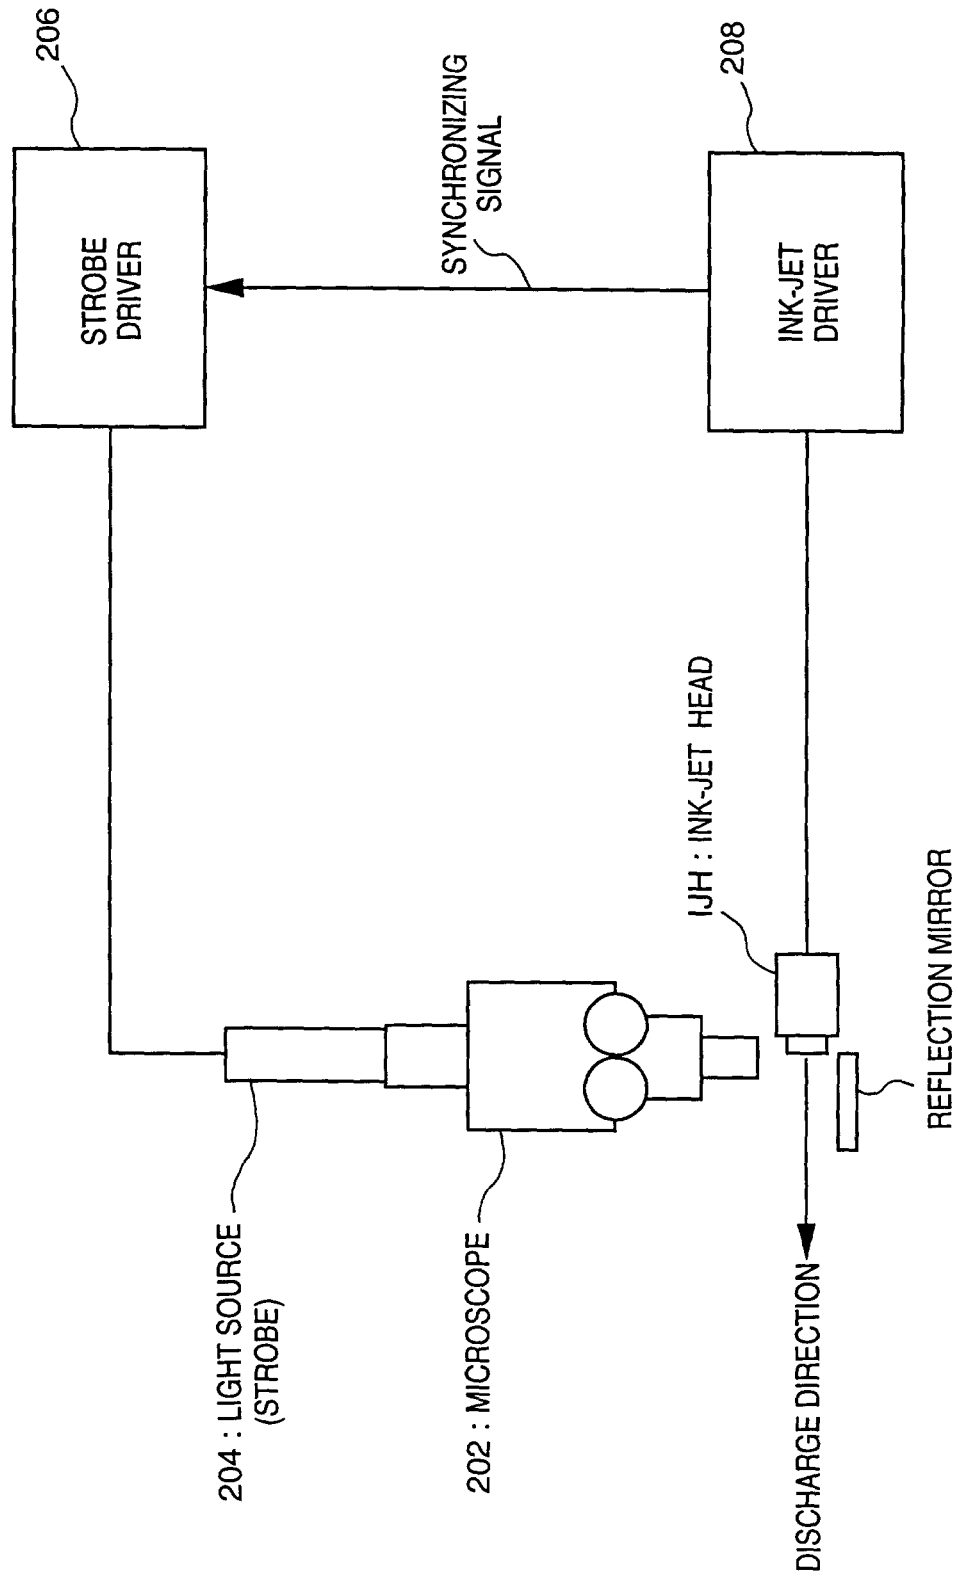 204 : LIGHT SOURCE
(STROBE)
202 : MICROSCOPE
DISCHARGE DIRECTION
IJH : INK-JET HEAD
REFLECTION MIRROR
STROBE
DRIVER
206
SYNCHRONIZING
SIGNAL
INK-JET
DRIVER
208